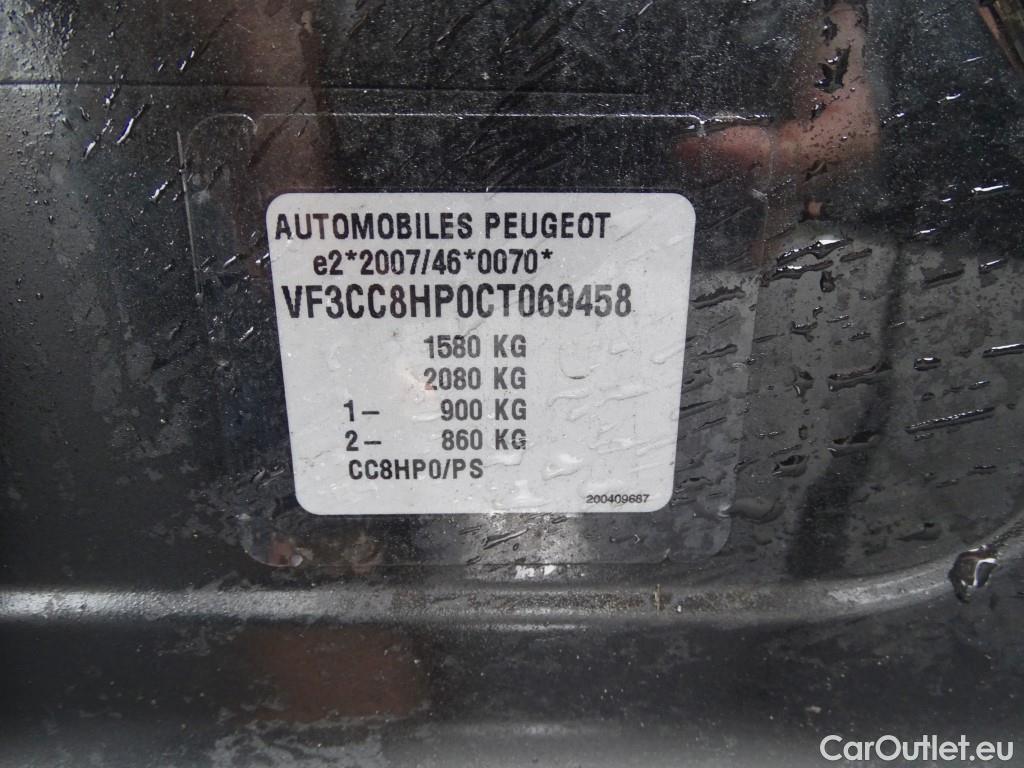 AUTOMOBILES PEUGEOT
e2*2007/46*0070*
VF3CC8HP0CT069458
1580 KG
2080 KG
1- 900 KG
2- 860 KG
CC8HP0/PS
200409687
CarOutlet.eu